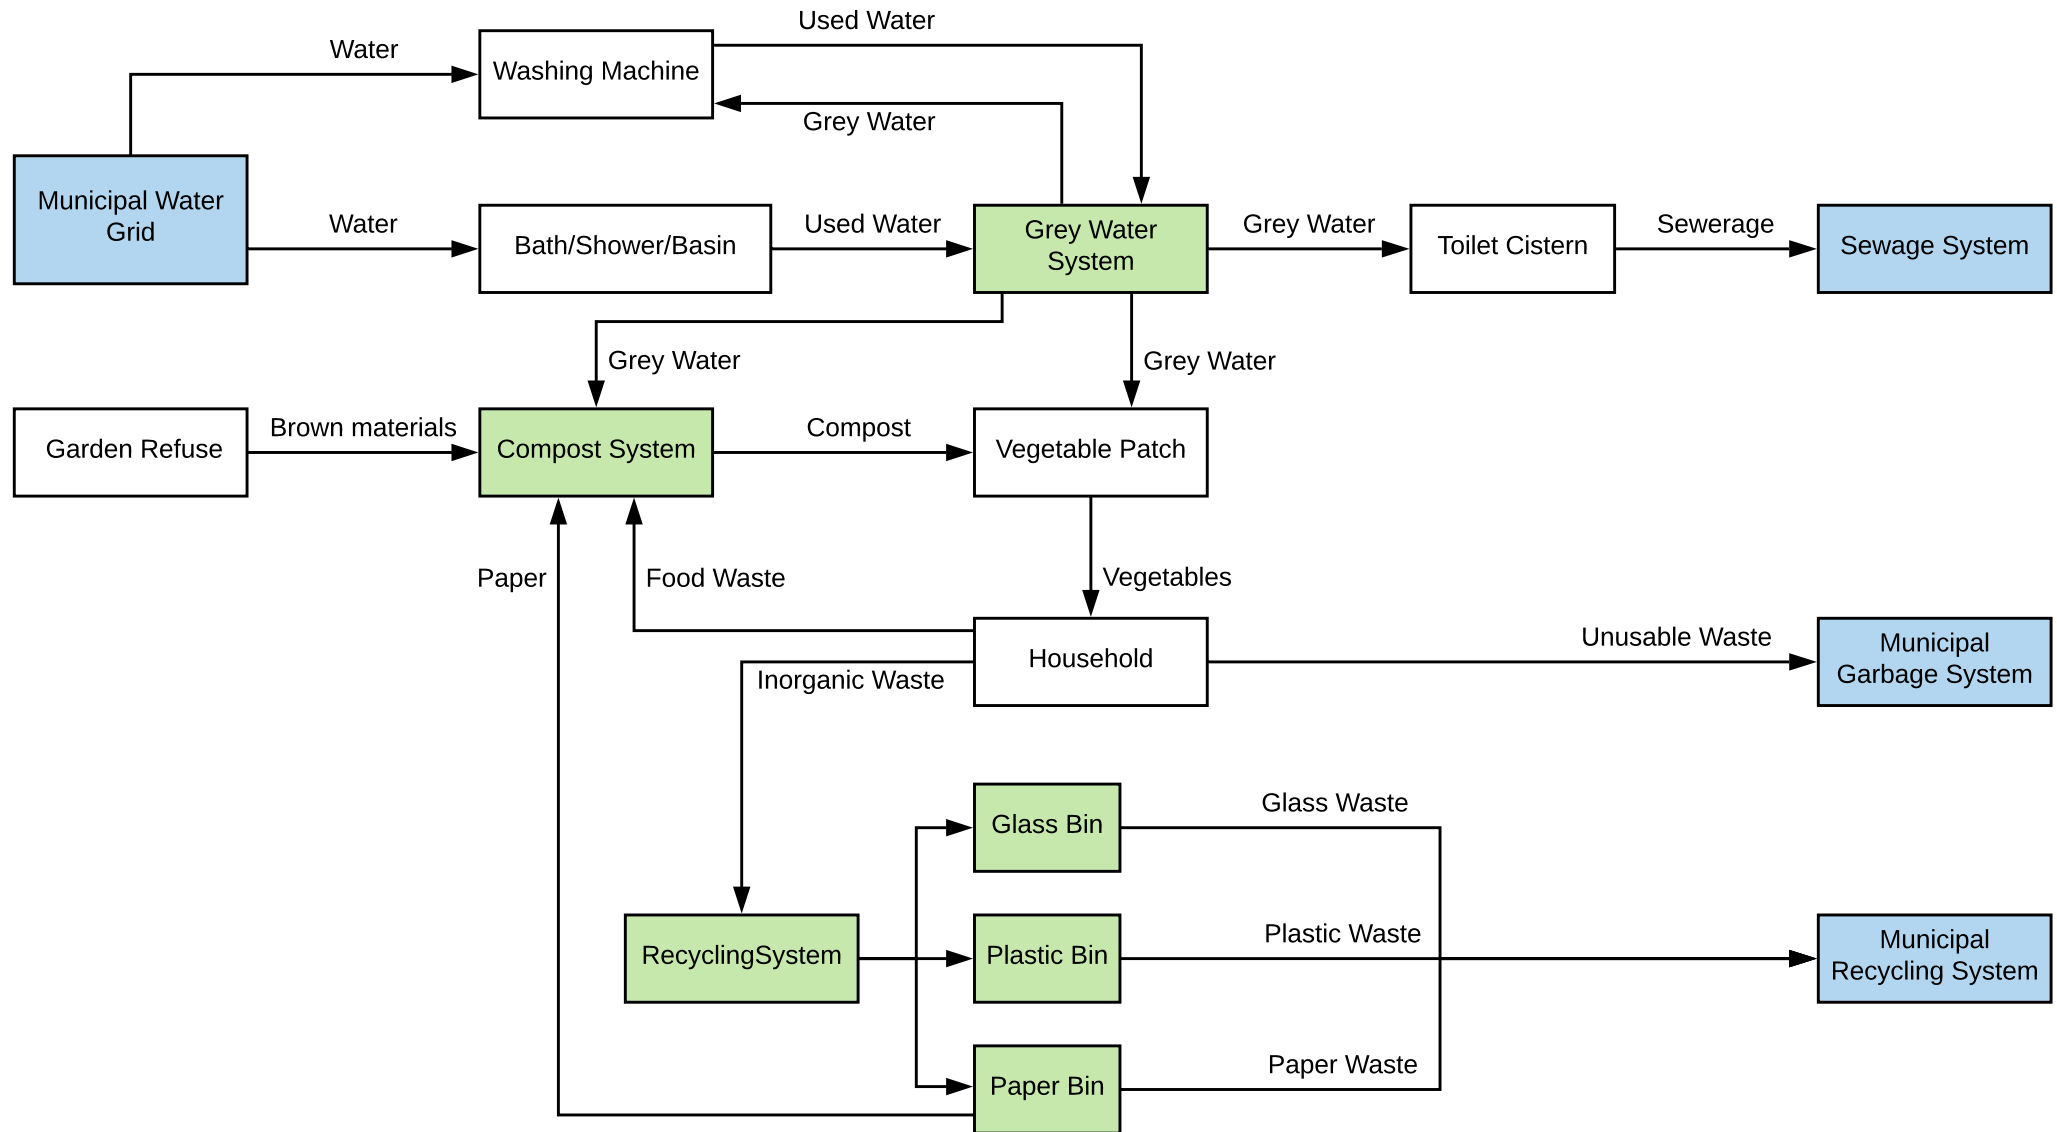 Used Water
Water
Washing Machine
Grey Water
Municipal Water
Grid
Water
Bath/Shower/Basin
Used Water
Grey Water
System
Grey Water
Toilet Cistern
Sewerage
Sewage System
Grey Water
Grey Water
Garden Refuse
Brown materials
Compost System
Compost
Vegetable Patch
Paper
Food Waste
Vegetables
Household
Inorganic Waste
Unusable Waste
Municipal
Garbage System
Glass Bin
Glass Waste
RecyclingSystem
Plastic Bin
Plastic Waste
Municipal
Recycling System
Paper Bin
Paper Waste